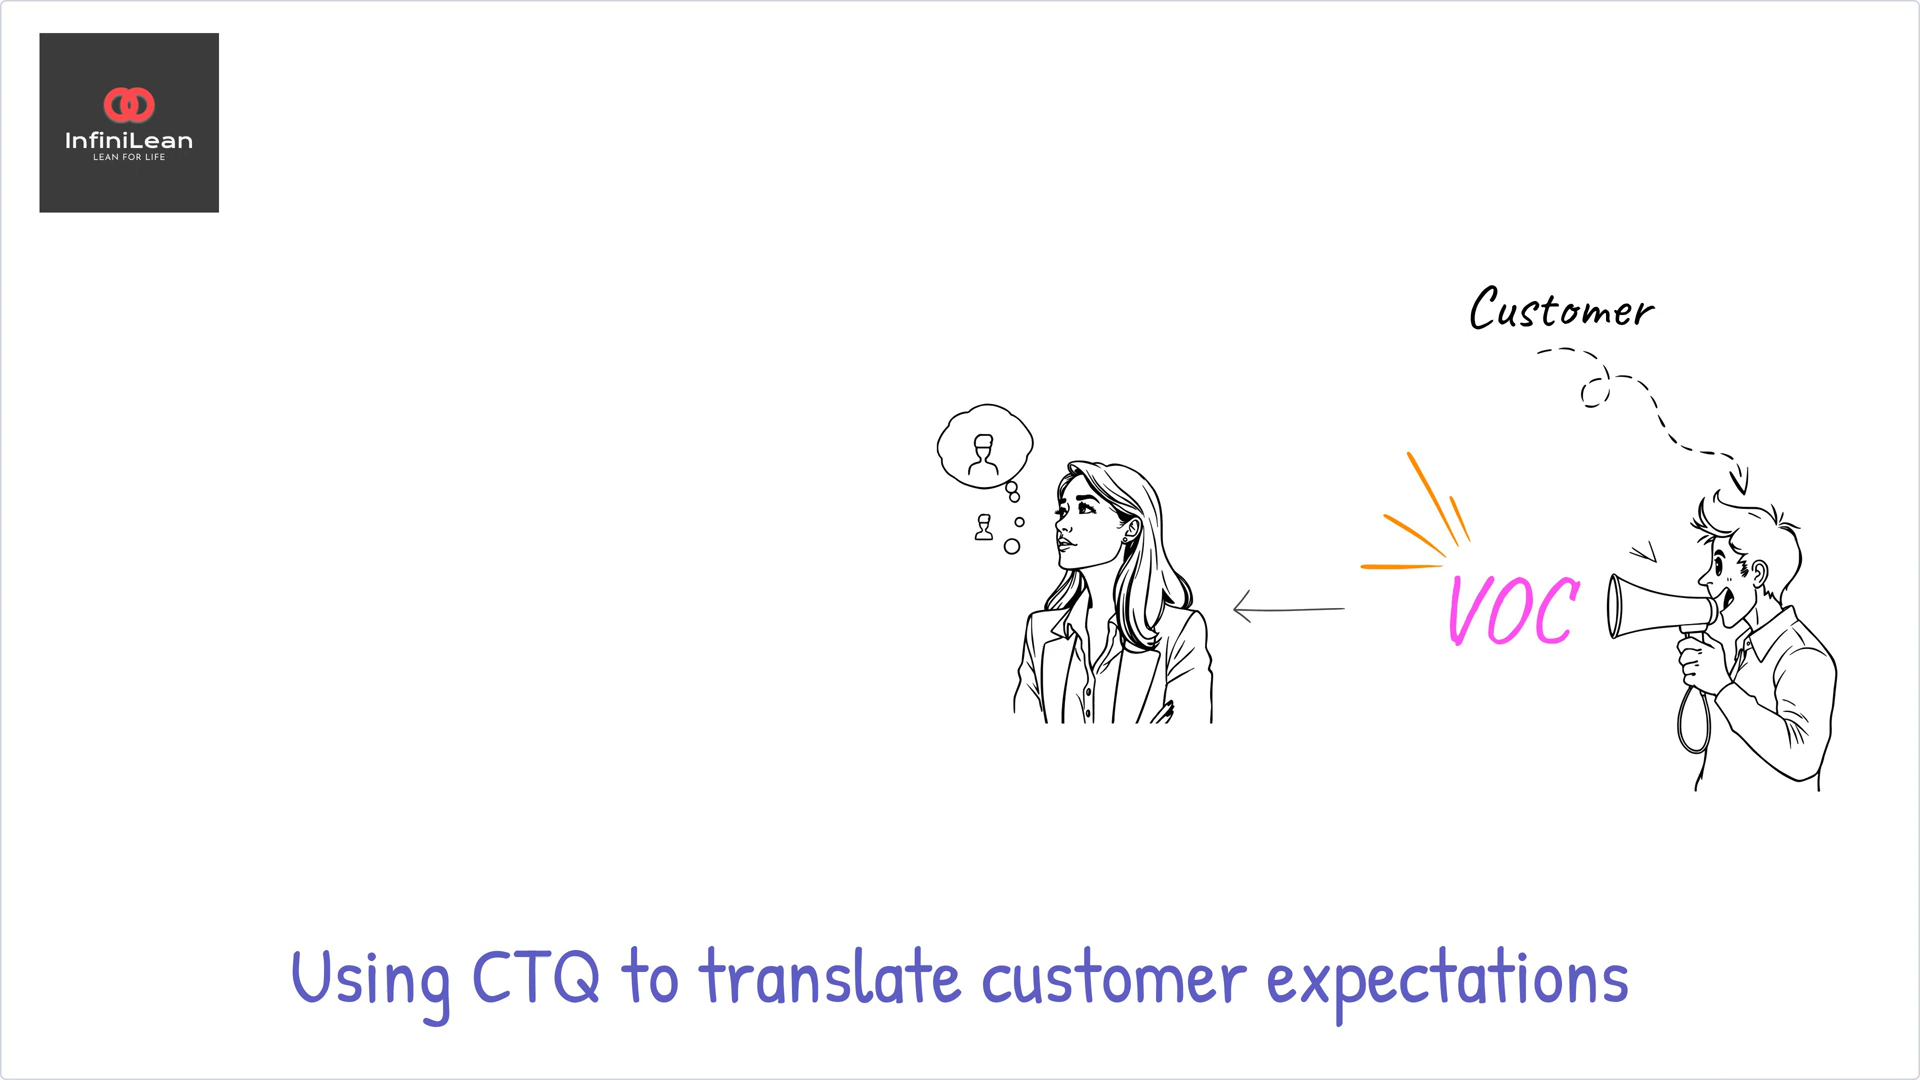 InfiniLean
LEAN FOR LIFE
Customer
VOC
Using CTQ to translate customer expectations